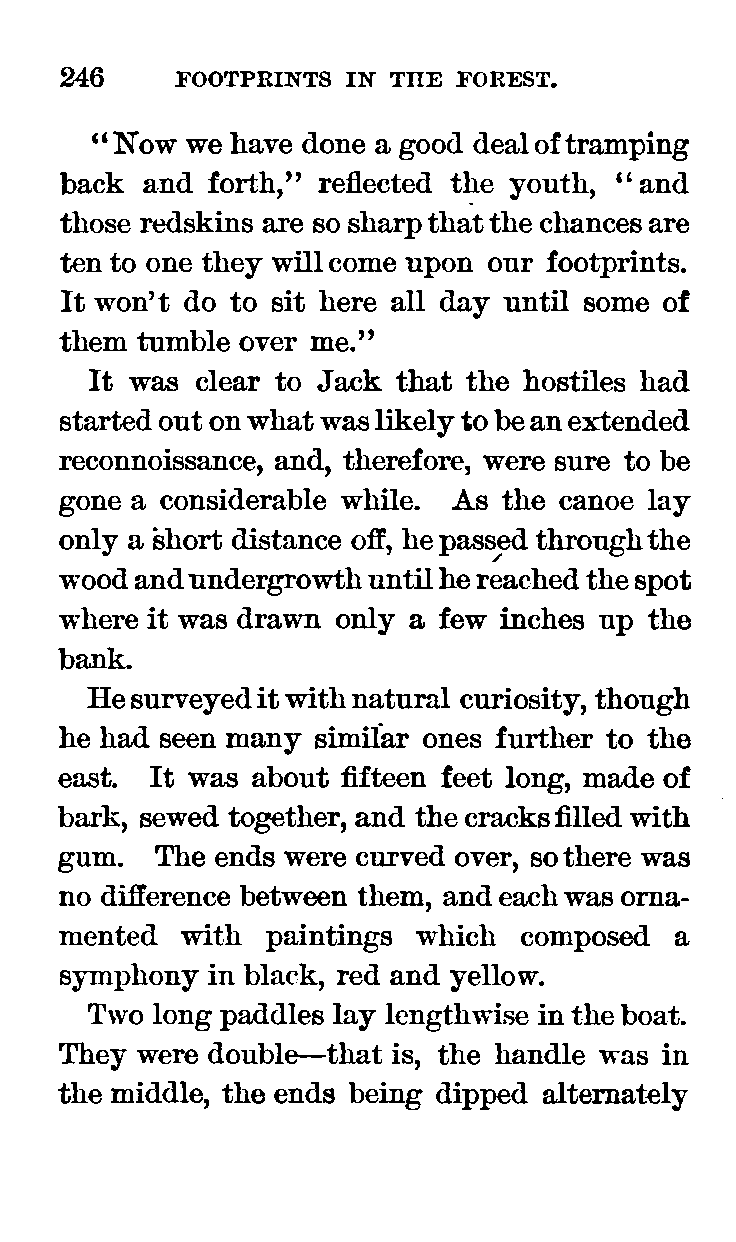 246 FOOTPRINTS IN THE FOREST.
"Now we have done a good deal of tramping
back and forth," reflected the youth, "and
those redskins are so sharp that the chances are
ten to one they will come upon our footprints.
It won't do to sit here all day until some of
them tumble over me."
It was clear to Jack that the hostiles had
started out on what was likely to be an extended
reconnoissance, and, therefore, were sure to be
gone a considerable while. As the canoe lay
only a short distance off, he passed through the
wood and undergrowth until he reached the spot
where it was drawn only a few inches up the
bank.
He surveyed it with natural curiosity, though
he had seen many similar ones further to the
east. It was about fifteen feet long, made of
bark, sewed together, and the cracks filled with
gum. The ends were curved over, so there was
no difference between them, and each was orna-
mented with paintings which composed a
symphony in black, red and yellow.
Two long paddles lay lengthwise in the boat.
They were double—that is, the handle was in
the middle, the ends being dipped alternately